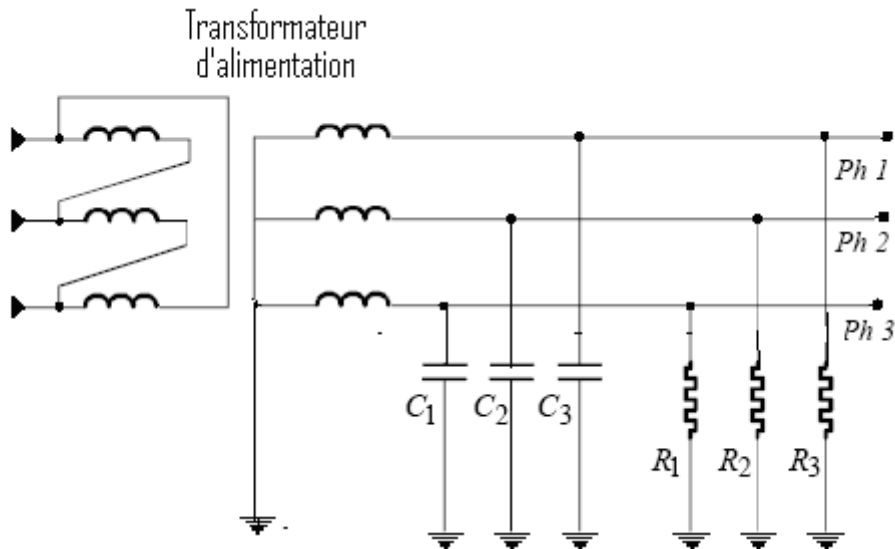 Transformateur
d'alimentation
Ph 1
Ph 2
Ph 3
C1 C2 C3
R1 R2 R3